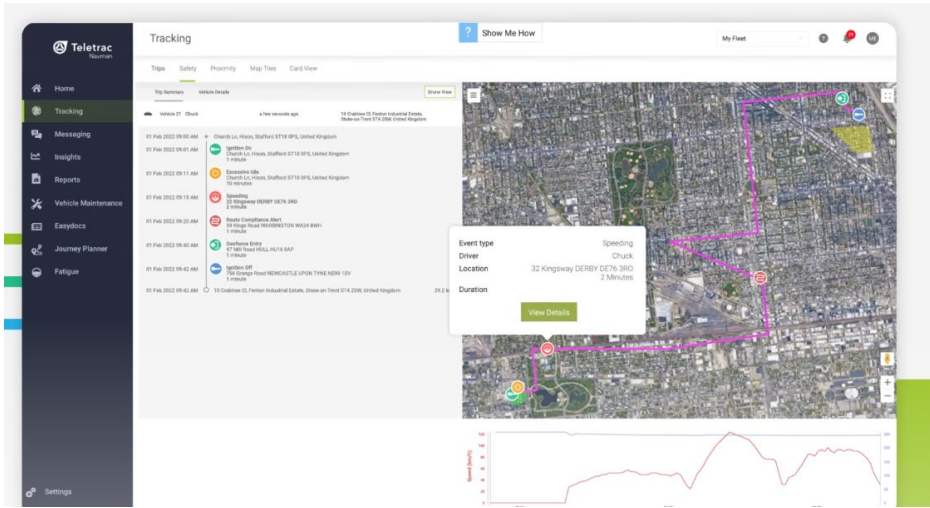 Teletrac
Navman
Tracking
? Show Me How
My Fleet
?
ME
Home
Tracking
Messaging
Insights
Reports
Vehicle Maintenance
Easydocs
Journey Planner
Fatigue
Settings
Trips Safety Proximity Map Tiles Card View
Trip Summary Vehicle Details
Vehicle 21 Chuck a few seconds ago 10 Crabtree Cl, Fenton Industrial Estate,
Stoke-on-Trent ST4 2SW, United Kingdom
01 Feb 2022 09:00 AM Church Ln, Hixon, Stafford ST18 0PS, United Kingdom
01 Feb 2022 09:01 AM Ignition On
Church Ln, Hixon, Stafford ST18 0PS, United Kingdom
1 minute
01 Feb 2022 09:11 AM Excessive Idle
Church Ln, Hixon, Stafford ST18 0PS, United Kingdom
10 minutes
01 Feb 2022 09:15 AM Speeding
32 Kingsway DERBY DE76 3RO
2 minute
01 Feb 2022 09:20 AM Route Compliance Alert
59 Kings Road WARRINGTON WA24 8WH
1 minute
01 Feb 2022 09:40 AM Geofence Entry
47 Mill Road HULL HU16 9AP
1 minute
01 Feb 2022 09:42 AM Ignition Off
796 Grange Road NEWCASTLE UPON TYNE NE99 1SV
1 minute
01 Feb 2022 09:42 AM 10 Crabtree Cl, Fenton Industrial Estate, Stoke-on-Trent ST4 2SW, United Kingdom
Event type Speeding
Driver Chuck
Location 32 Kingsway DERBY DE76 3RO
2 Minutes
Duration
View Details
Speed (km/h)